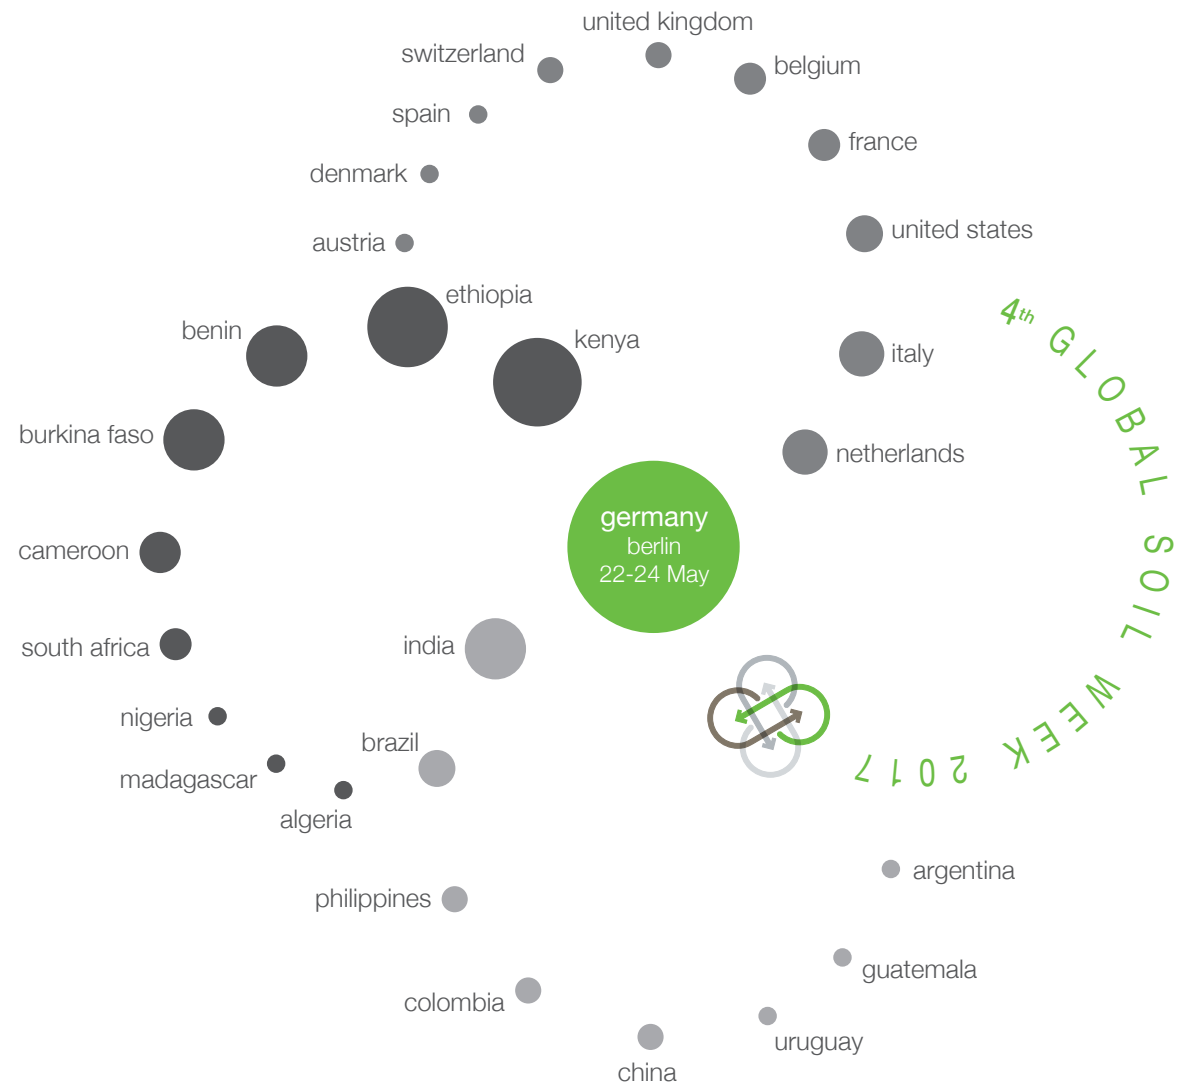 united kingdom
switzerland
belgium
spain
france
denmark
united states
austria
ethiopia
benin
kenya
italy
burkina faso
netherlands
4th GLOBAL SOIL WEEK 2017
germany
berlin
22-24 May
cameroon
india
south africa
nigeria
brazil
madagascar
algeria
philippines
argentina
guatemala
colombia
uruguay
china